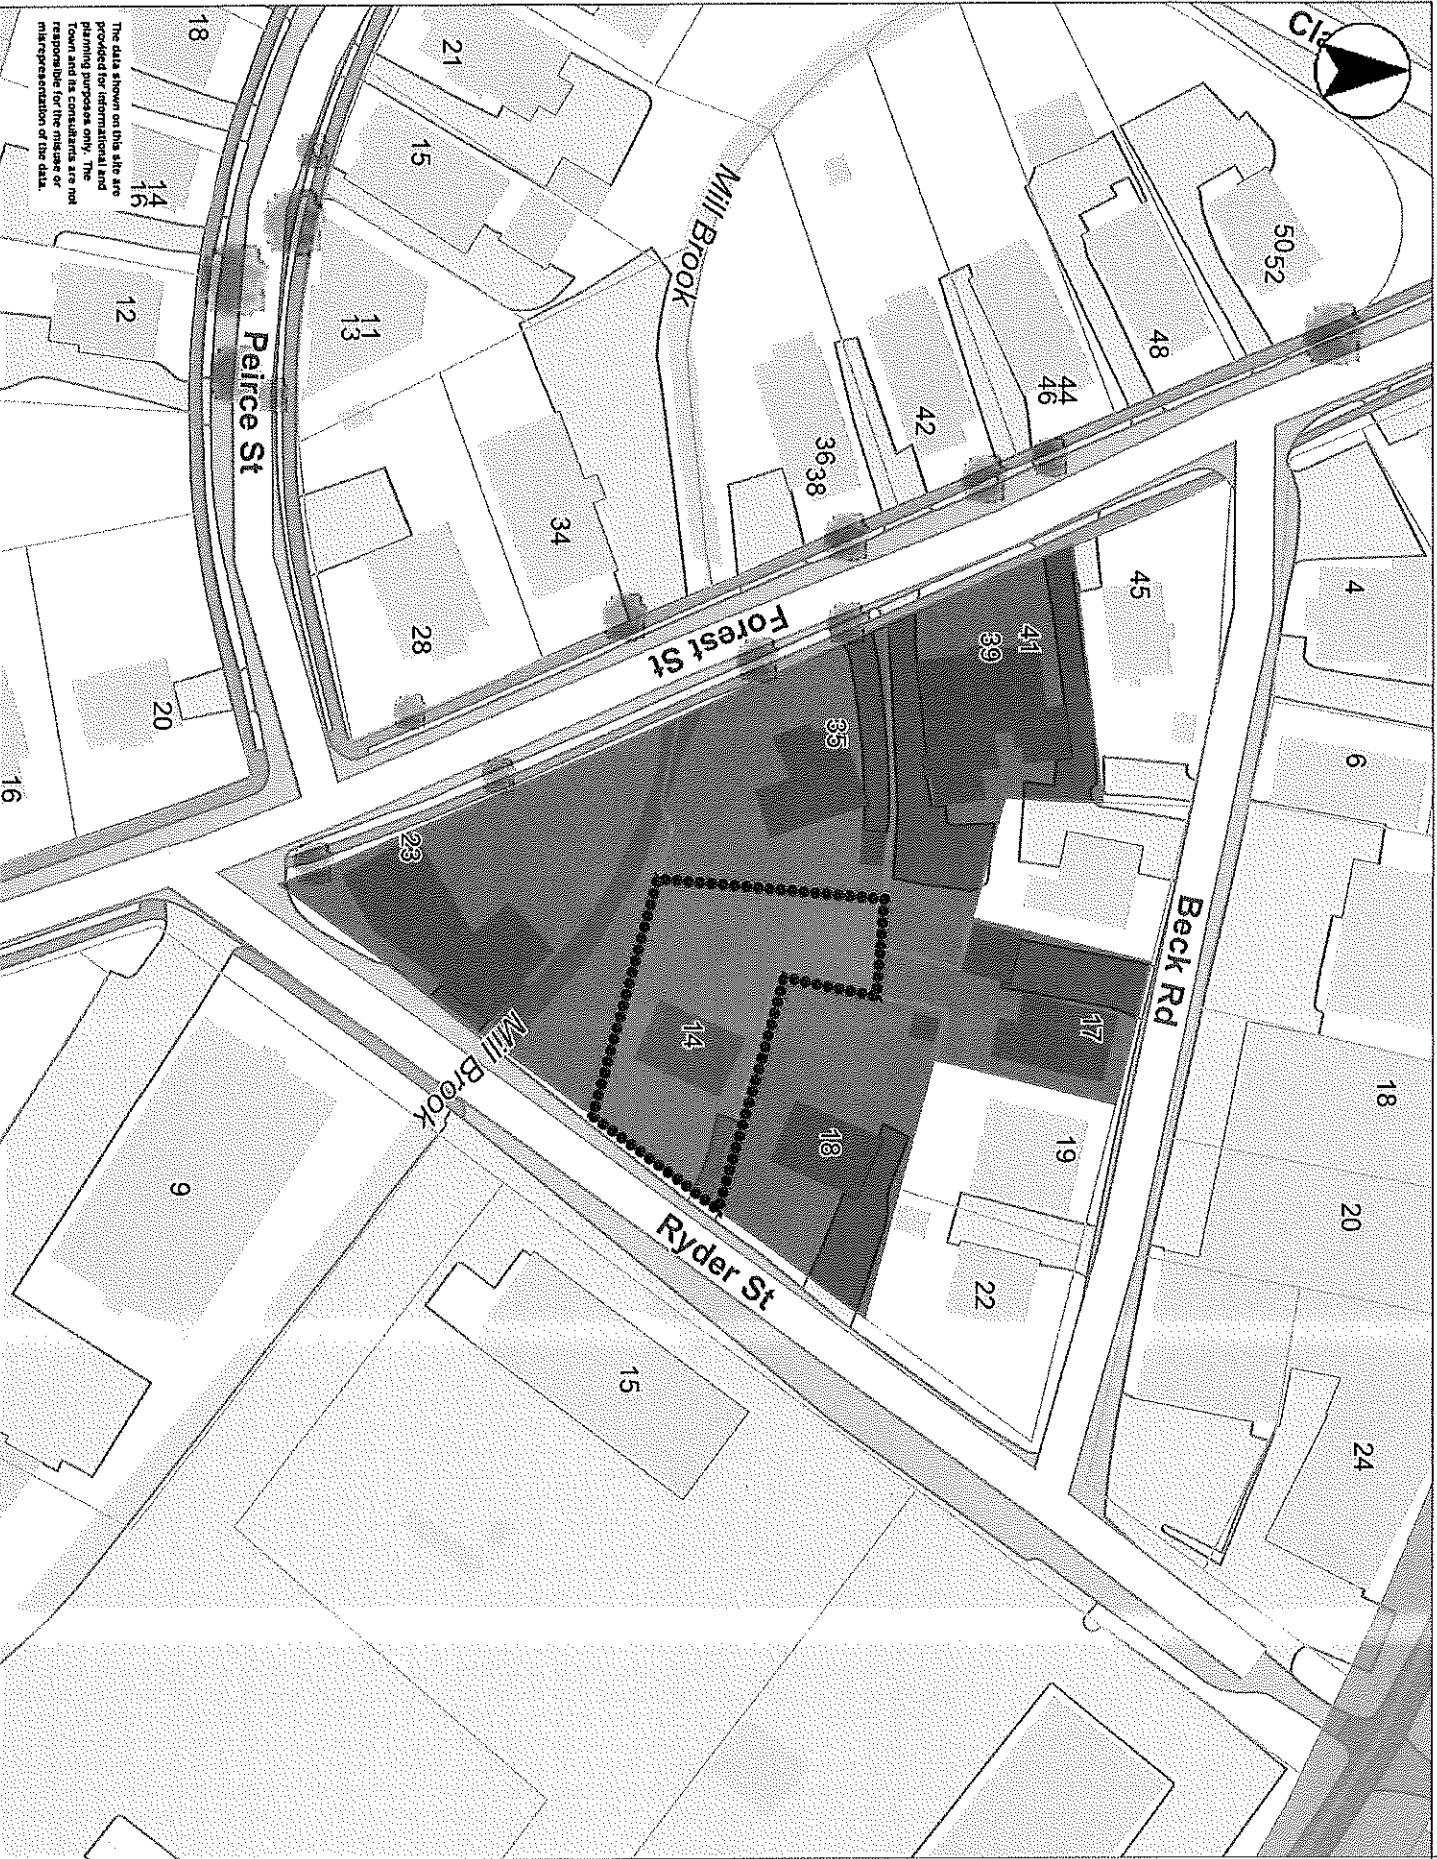 Cla
The data shown on this site are
provided for informational and
planning purposes only. The
Town and its consultants are not
responsible for the misuse or
misrepresentation of the data.
18
14
16
12
21
15
11
13
Peirce St
Mill Brook
34
28
20
16
50 52
48
44
46
42
36
38
Forest St
4
6
45
41
39
35
23
Beck Rd
17
14
18
19
22
Mill Brook
Ryder St
18
20
24
9
15